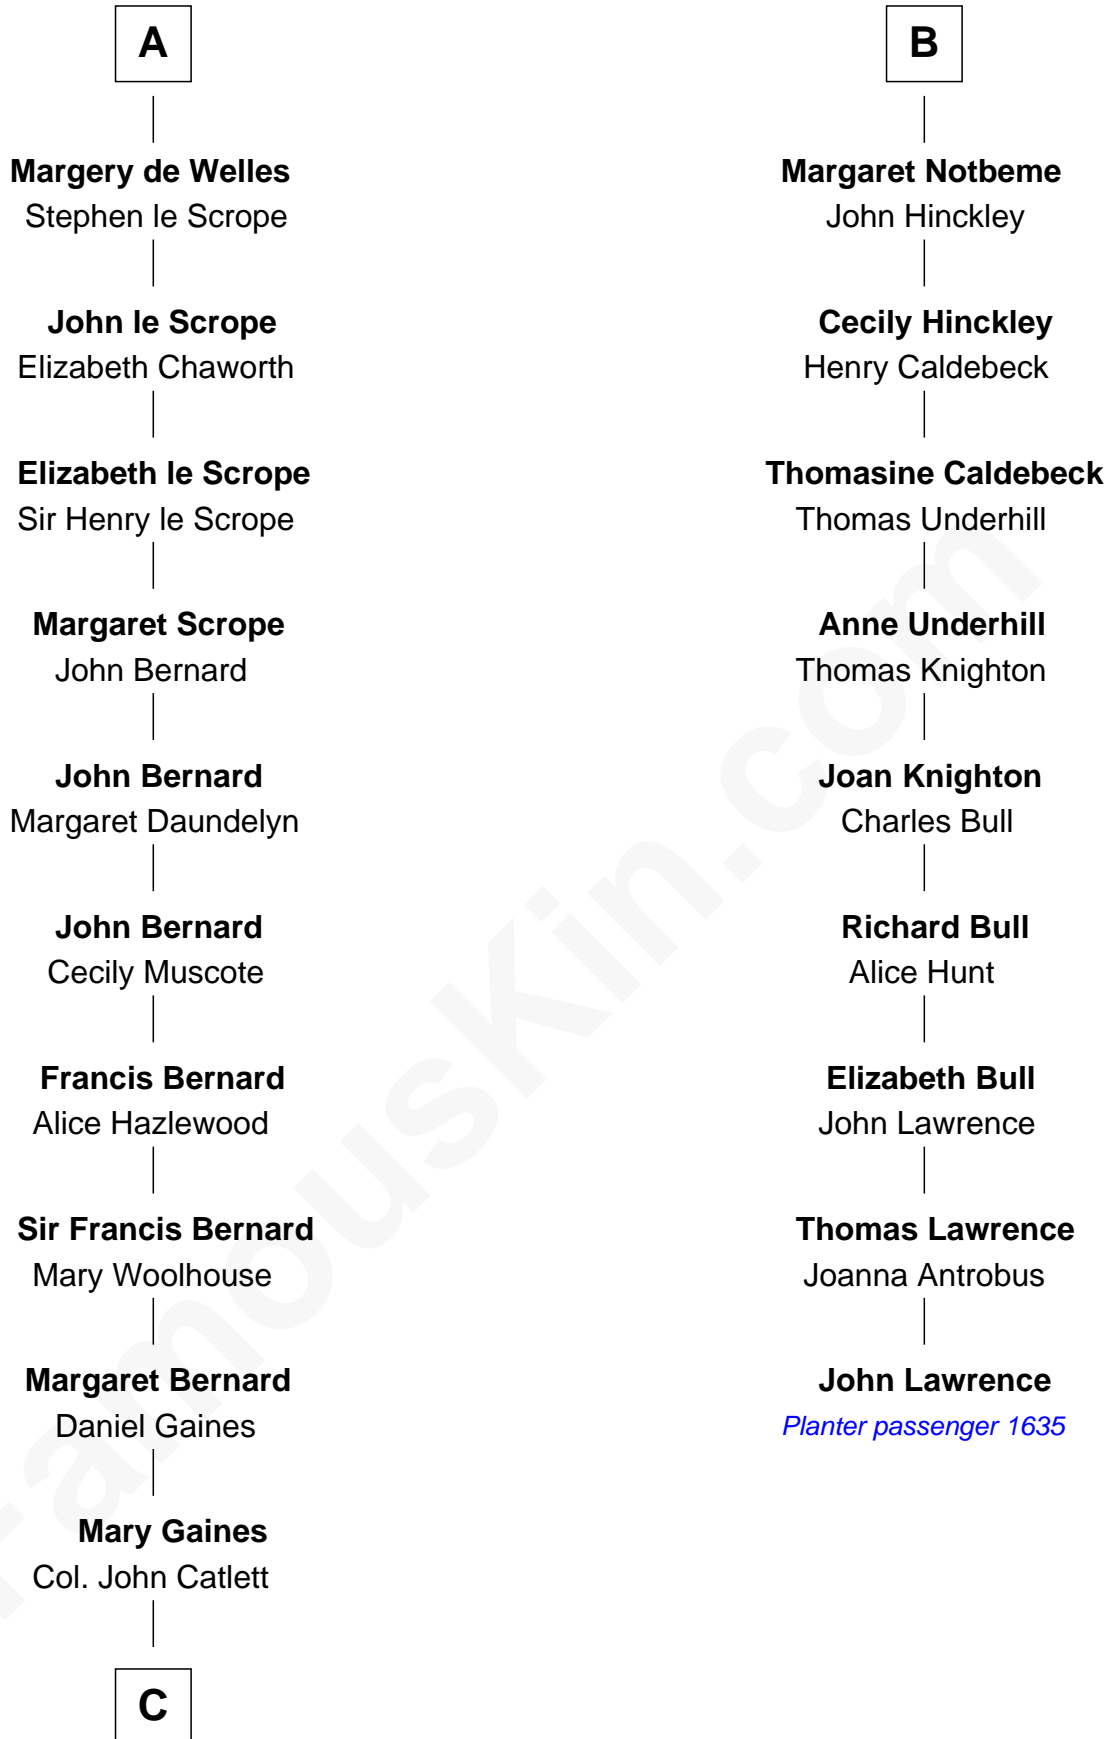 A
Margery de Welles
Stephen le Scrope
John le Scrope
Elizabeth Chaworth
Elizabeth le Scrope
Sir Henry le Scrope
Margaret Scrope
John Bernard
John Bernard
Margaret Daundelyn
John Bernard
Cecily Muscote
Francis Bernard
Alice Hazlewood
Sir Francis Bernard
Mary Woolhouse
Margaret Bernard
Daniel Gaines
Mary Gaines
Col. John Catlett
C
B
Margaret Notbeme
John Hinckley
Cecily Hinckley
Henry Caldebeck
Thomasine Caldebeck
Thomas Underhill
Anne Underhill
Thomas Knighton
Joan Knighton
Charles Bull
Richard Bull
Alice Hunt
Elizabeth Bull
John Lawrence
Thomas Lawrence
Joanna Antrobus
John Lawrence
Planter passenger 1635
FamousKin.com